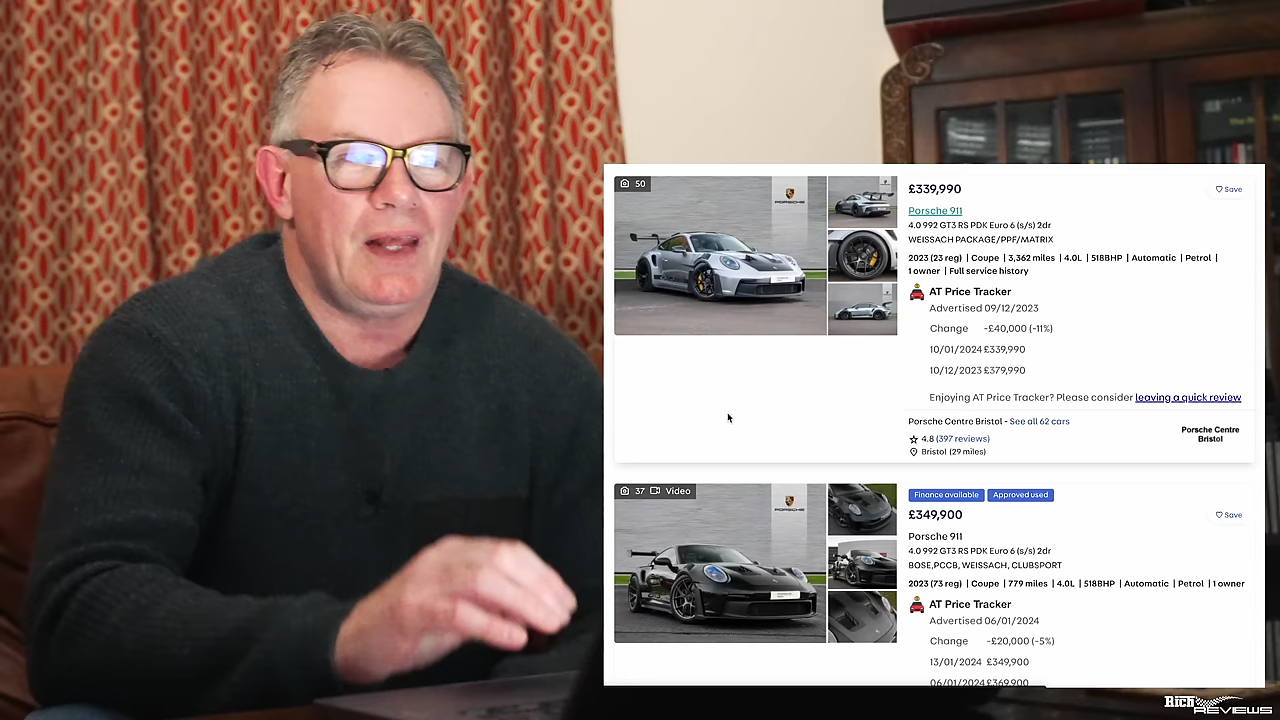 50
£339,990
Save
Porsche 911
4.0 992 GT3 RS PDK Euro 6 (s/s) 2dr
WEISSACH PACKAGE/PPF/MATRIX
2023 (23 reg) | Coupe | 3,362 miles | 4.0L | 518BHP | Automatic | Petrol |
1 owner | Full service history
AT Price Tracker
Advertised 09/12/2023
Change -£40,000 (-11%)
10/01/2024 £339,990
10/12/2023 £379,990
Enjoying AT Price Tracker? Please consider leaving a quick review
Porsche Centre Bristol - See all 62 cars
4.8 (397 reviews)
Bristol (29 miles)
Porsche Centre
Bristol
PORSCHE
37 Video
Finance available Approved used
£349,900
Save
Porsche 911
4.0 992 GT3 RS PDK Euro 6 (s/s) 2dr
BOSE,PCCB, WEISSACH, CLUBSPORT
2023 (73 reg) | Coupe | 779 miles | 4.0L | 518BHP | Automatic | Petrol | 1 owner
AT Price Tracker
Advertised 06/01/2024
Change -£20,000 (-5%)
13/01/2024 £349,900
06/01/2024 £369,900
PORSCHE
Rich
REVIEWS